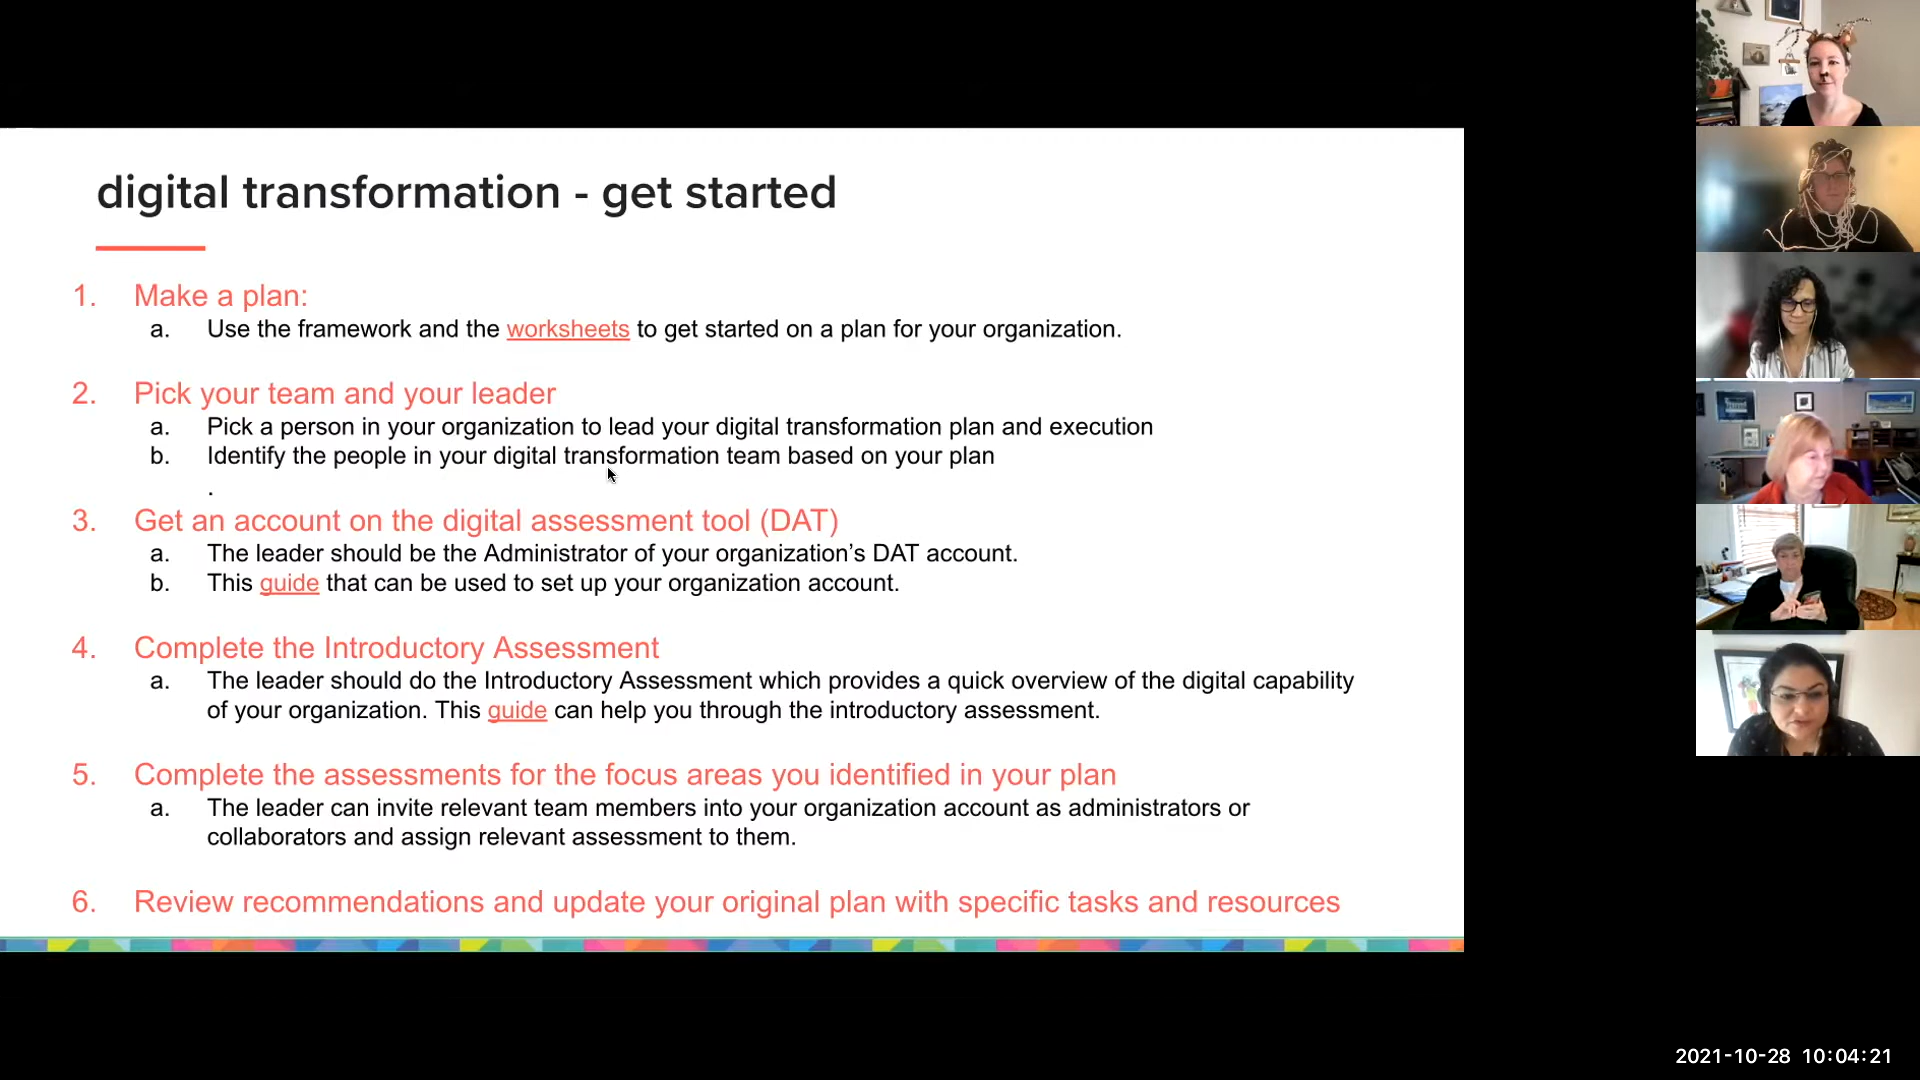 digital transformation - get started
1. Make a plan:
a. Use the framework and the worksheets to get started on a plan for your organization.
2. Pick your team and your leader
a. Pick a person in your organization to lead your digital transformation plan and execution
b. Identify the people in your digital transformation team based on your plan
.
3. Get an account on the digital assessment tool (DAT)
a. The leader should be the Administrator of your organization’s DAT account.
b. This guide that can be used to set up your organization account.
4. Complete the Introductory Assessment
a. The leader should do the Introductory Assessment which provides a quick overview of the digital capability
of your organization. This guide can help you through the introductory assessment.
5. Complete the assessments for the focus areas you identified in your plan
a. The leader can invite relevant team members into your organization account as administrators or
collaborators and assign relevant assessment to them.
6. Review recommendations and update your original plan with specific tasks and resources
2021-10-28 10:04:21